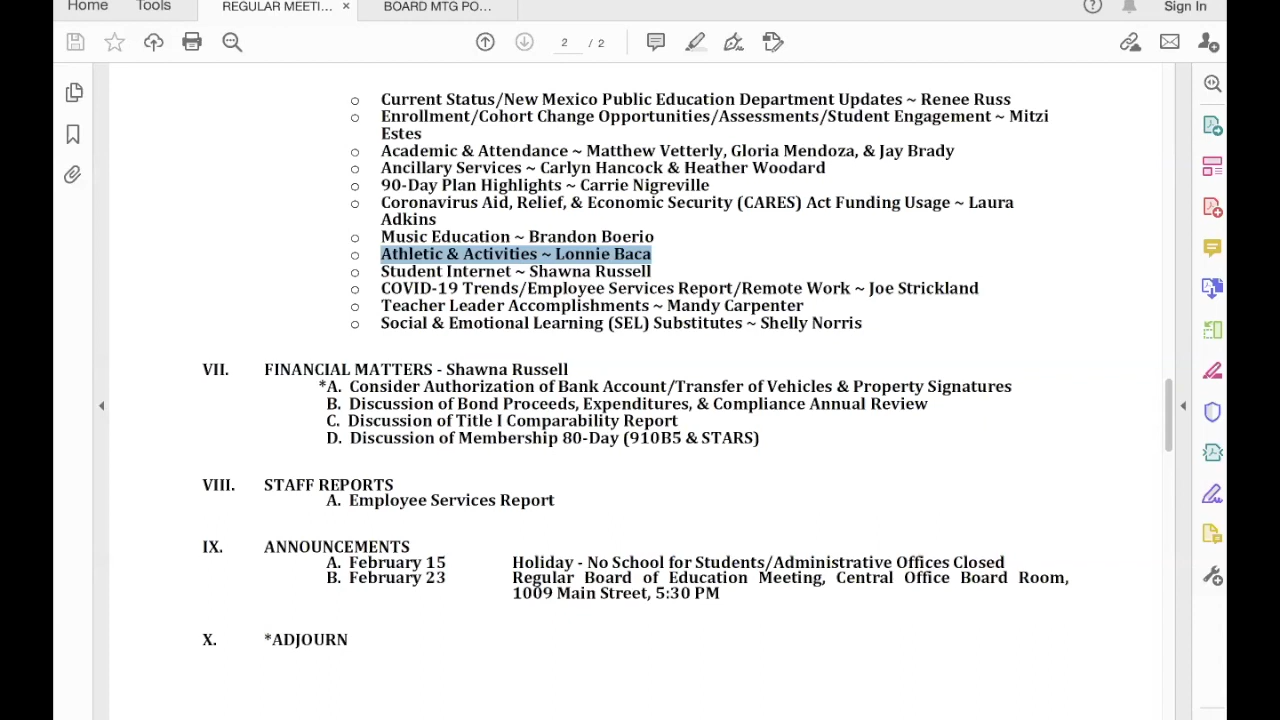 Home Tools REGULAR MEETI... × BOARD MTG PO... Sign In
2 / 2
o Current Status/New Mexico Public Education Department Updates ~ Renee Russ
o Enrollment/Cohort Change Opportunities/Assessments/Student Engagement ~ Mitzi
Estes
o Academic & Attendance ~ Matthew Vetterly, Gloria Mendoza, & Jay Brady
o Ancillary Services ~ Carlyn Hancock & Heather Woodard
o 90-Day Plan Highlights ~ Carrie Nigreville
o Coronavirus Aid, Relief, & Economic Security (CARES) Act Funding Usage ~ Laura
Adkins
o Music Education ~ Brandon Boerio
o Athletic & Activities ~ Lonnie Baca
o Student Internet ~ Shawna Russell
o COVID-19 Trends/Employee Services Report/Remote Work ~ Joe Strickland
o Teacher Leader Accomplishments ~ Mandy Carpenter
o Social & Emotional Learning (SEL) Substitutes ~ Shelly Norris
VII. FINANCIAL MATTERS - Shawna Russell
*A. Consider Authorization of Bank Account/Transfer of Vehicles & Property Signatures
B. Discussion of Bond Proceeds, Expenditures, & Compliance Annual Review
C. Discussion of Title I Comparability Report
D. Discussion of Membership 80-Day (910B5 & STARS)
VIII. STAFF REPORTS
A. Employee Services Report
IX. ANNOUNCEMENTS
A. February 15 Holiday - No School for Students/Administrative Offices Closed
B. February 23 Regular Board of Education Meeting, Central Office Board Room,
1009 Main Street, 5:30 PM
X. *ADJOURN